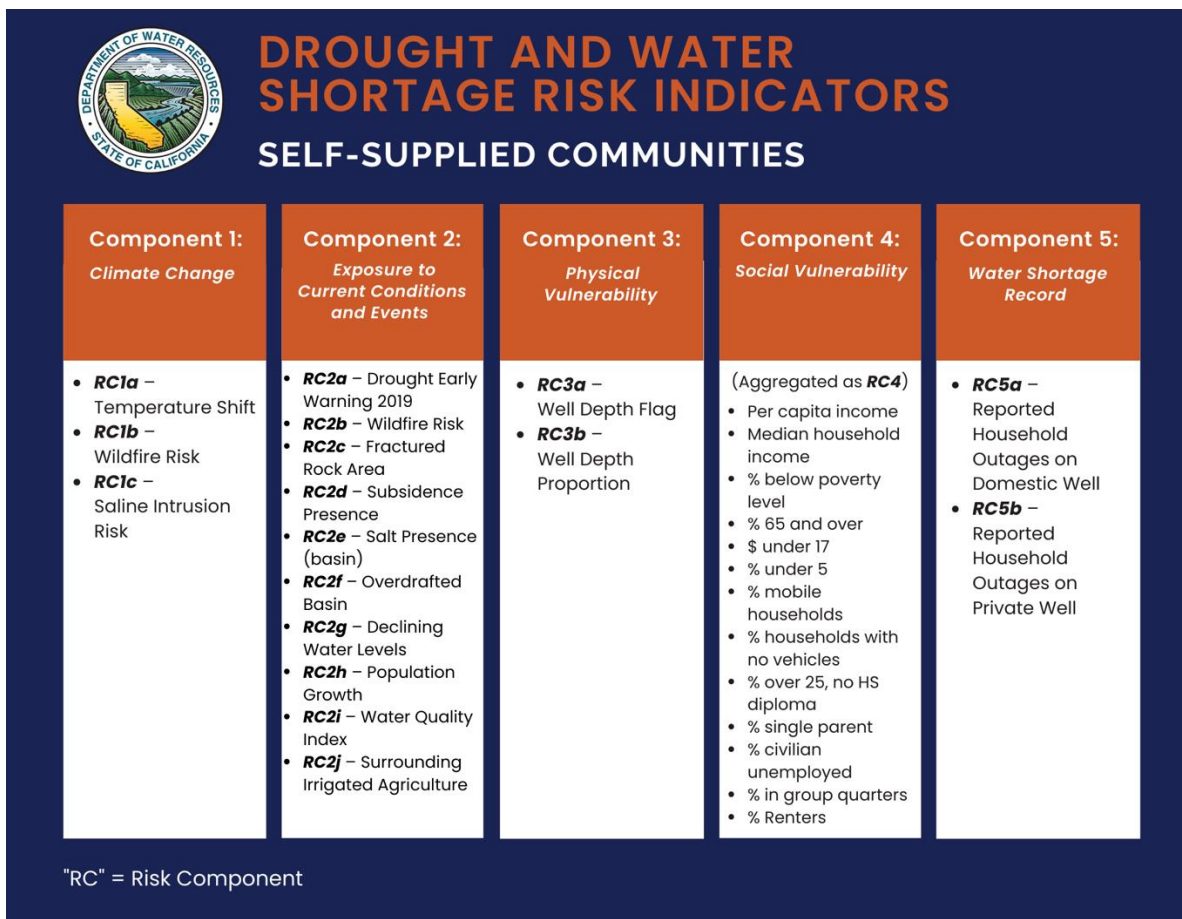 DEPARTMENT OF WATER RESOURCES
STATE OF CALIFORNIA
DROUGHT AND WATER
SHORTAGE RISK INDICATORS
SELF-SUPPLIED COMMUNITIES
Component 1:
Climate Change
• RC1a –
Temperature Shift
• RC1b –
Wildfire Risk
• RC1c –
Saline Intrusion
Risk
Component 2:
Exposure to
Current Conditions
and Events
• RC2a – Drought Early
Warning 2019
• RC2b – Wildfire Risk
• RC2c – Fractured
Rock Area
• RC2d – Subsidence
Presence
• RC2e – Salt Presence
(basin)
• RC2f – Overdrafted
Basin
• RC2g – Declining
Water Levels
• RC2h – Population
Growth
• RC2i – Water Quality
Index
• RC2j – Surrounding
Irrigated Agriculture
Component 3:
Physical
Vulnerability
• RC3a –
Well Depth Flag
• RC3b –
Well Depth
Proportion
Component 4:
Social Vulnerability
(Aggregated as RC4)
• Per capita income
• Median household
income
• % below poverty
level
• % 65 and over
• $ under 17
• % under 5
• % mobile
households
• % households with
no vehicles
• % over 25, no HS
diploma
• % single parent
• % civilian
unemployed
• % in group quarters
• % Renters
Component 5:
Water Shortage
Record
• RC5a –
Reported
Household
Outages on
Domestic Well
• RC5b –
Reported
Household
Outages on
Private Well
"RC" = Risk Component